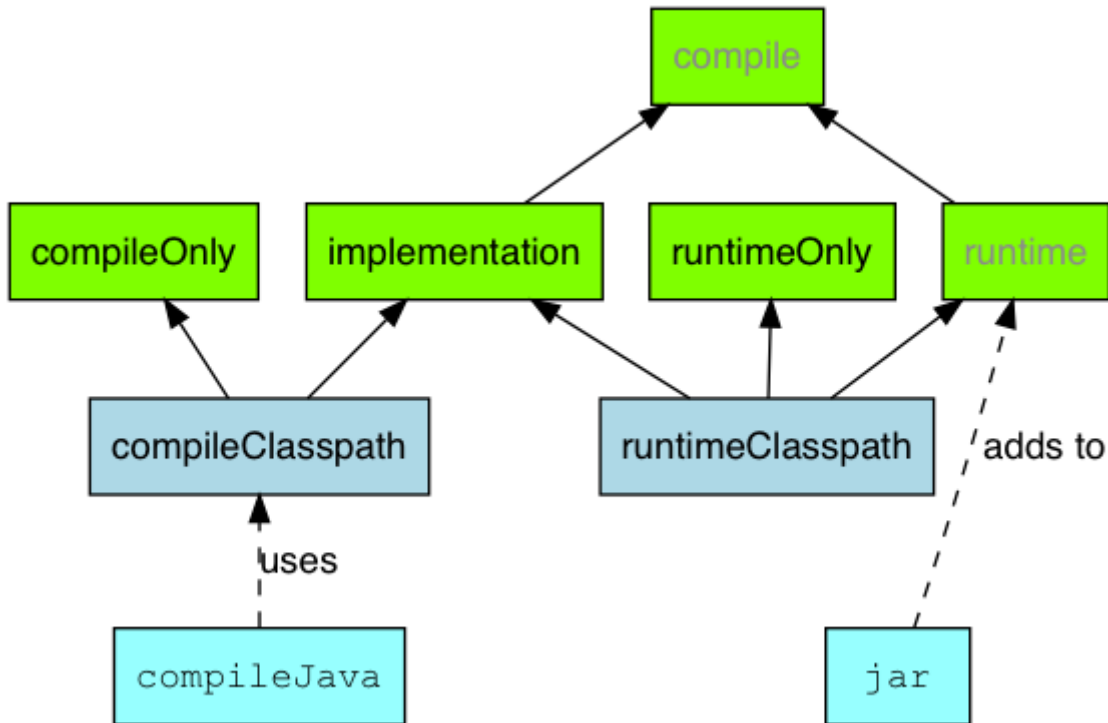 compile
compileOnly
implementation
runtimeOnly
runtime
compileClasspath
runtimeClasspath
adds to
uses
compileJava
jar